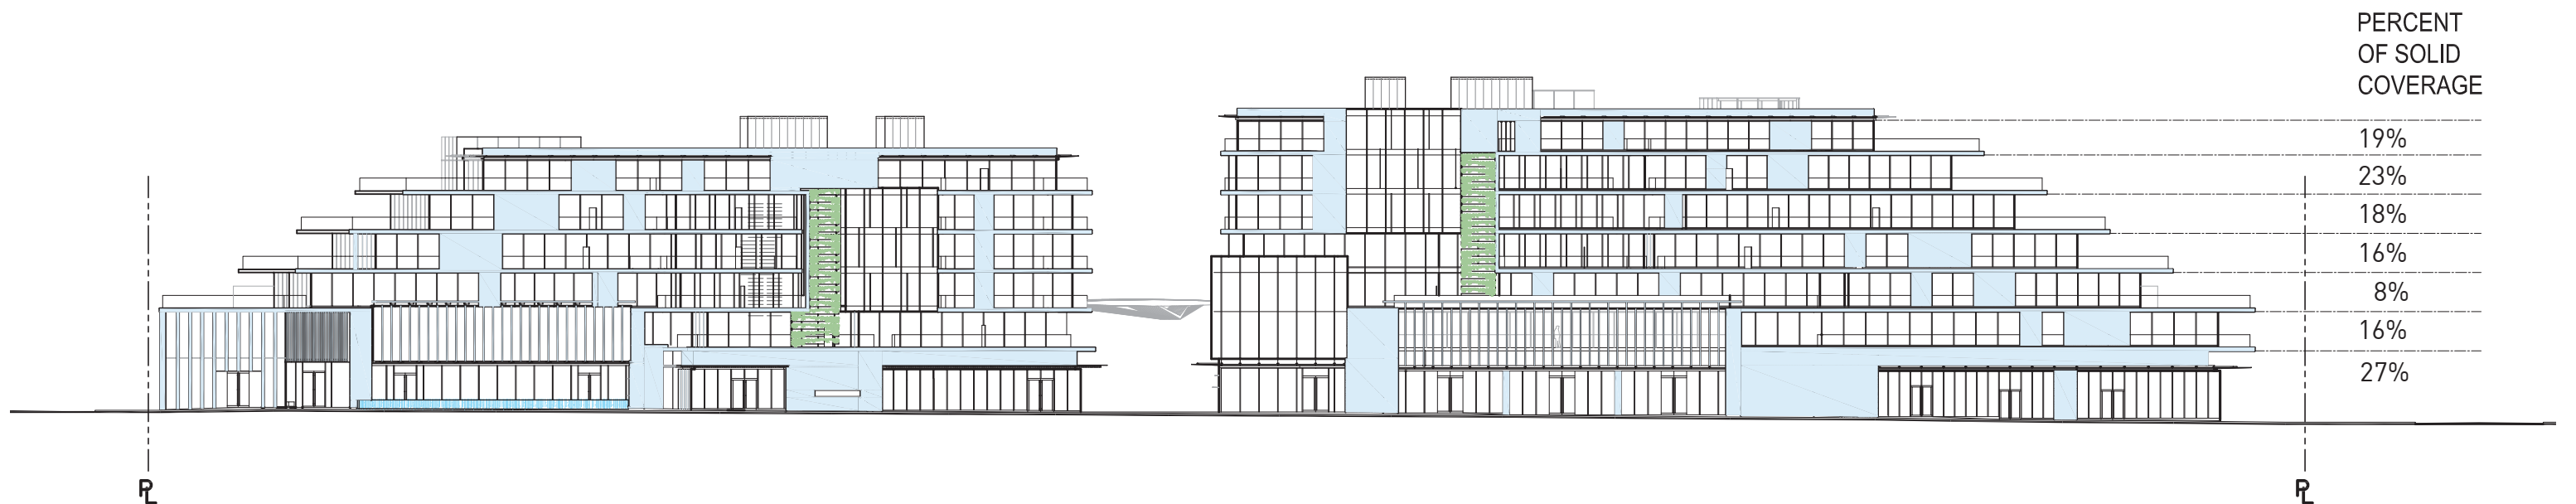 PERCENT
OF SOLID
COVERAGE
19%
23%
18%
16%
8%
16%
27%
PL
PL